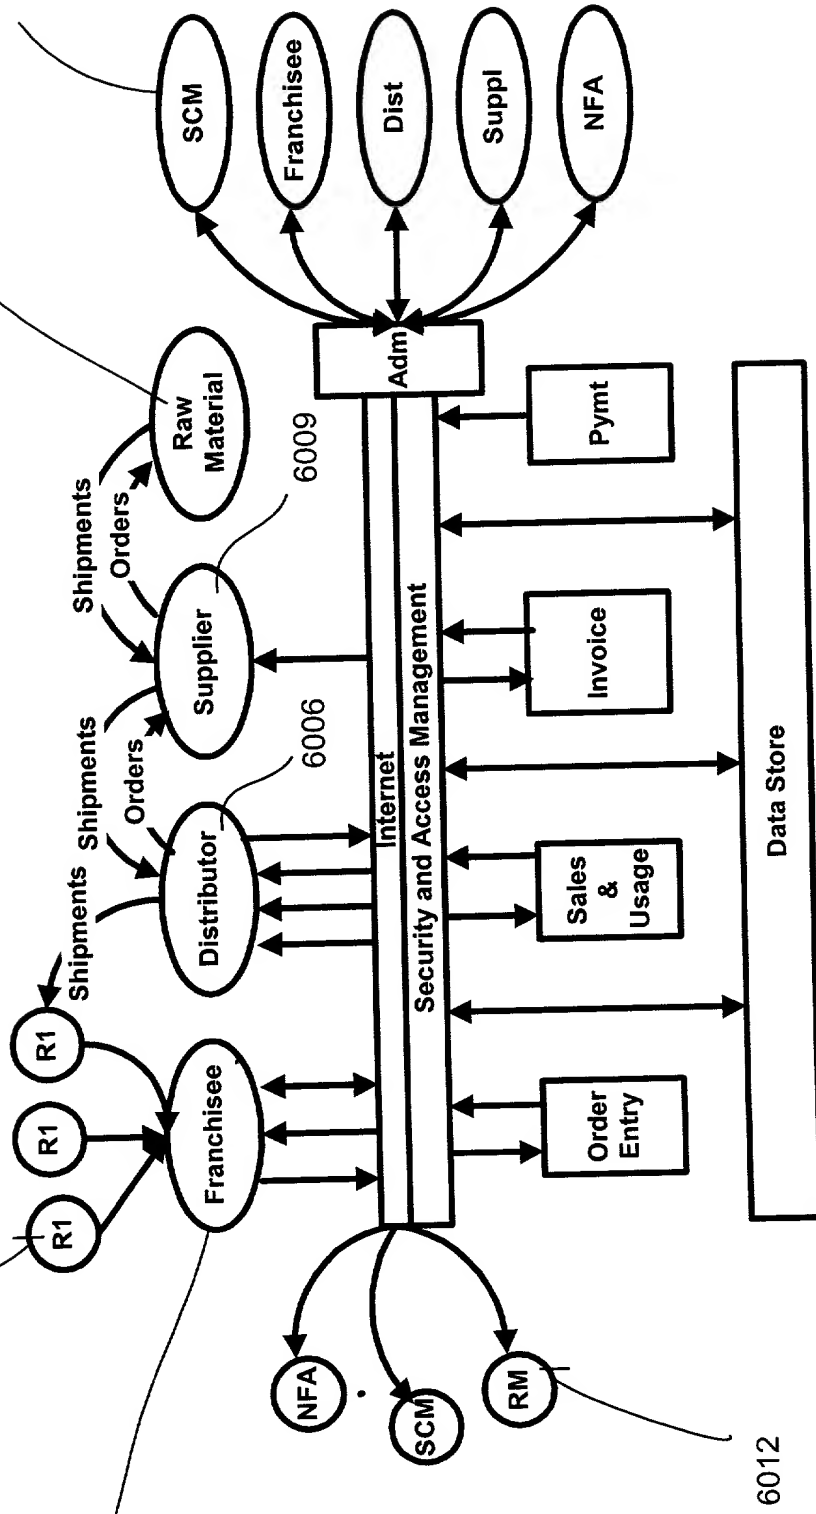 R1
R1
R1
Shipments
Shipments
Orders
Shipments
Orders
Franchisee
Distributor
6006
Supplier
6009
Raw
Material
SCM
Franchisee
Dist
Suppl
NFA
Adm
Internet
Security and Access Management
NFA
SCM
RM
6012
Order
Entry
Sales
&
Usage
Invoice
Pymt
Data Store